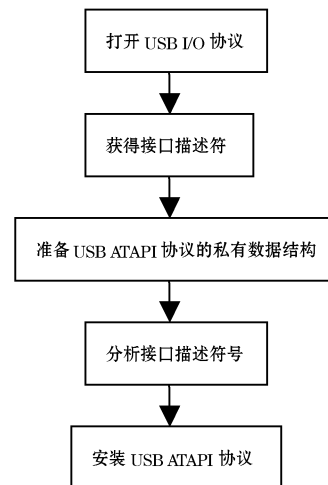 打开 USB I/O 协议
获得接口描述符
准备 USB ATAPI 协议的私有数据结构
分析接口描述符号
安装 USB ATAPI 协议